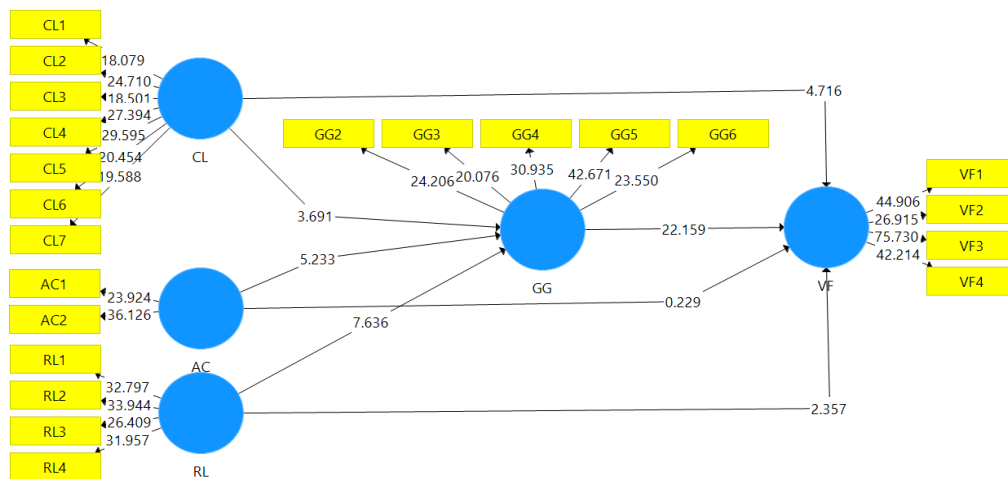 CL1
CL2
CL3
CL4
CL5
CL6
CL7
18.079
24.710
18.501
27.394
29.595
20.454
19.588
CL
4.716
GG2
GG3
GG4
GG5
GG6
24.206
20.076
30.935
42.671
23.550
3.691
5.233
7.636
GG
22.159
0.229
2.357
VF1
VF2
VF3
VF4
44.906
26.915
75.730
42.214
VF
AC1
AC2
23.924
36.126
AC
RL1
RL2
RL3
RL4
32.797
33.944
26.409
31.957
RL